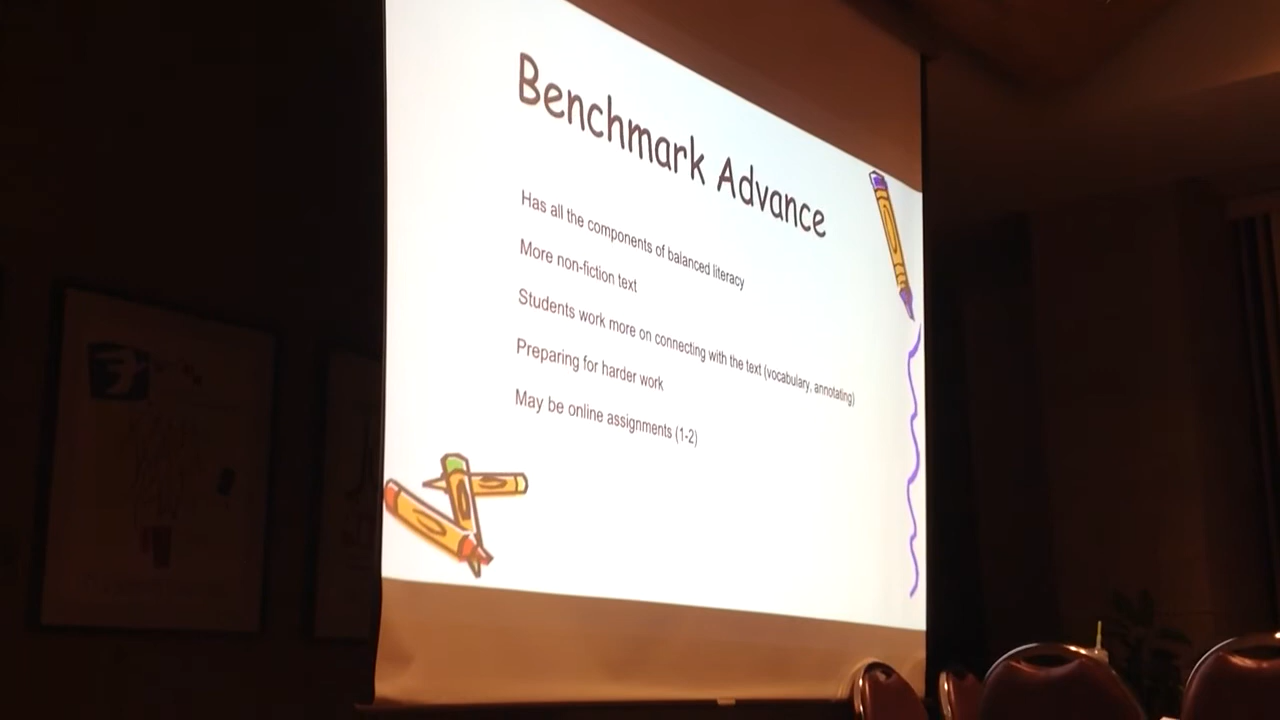 Benchmark Advance
Has all the components of balanced literacy
More non-fiction text
Students work more on connecting with the text (vocabulary, annotating)
Preparing for harder work
May be online assignments (1-2)